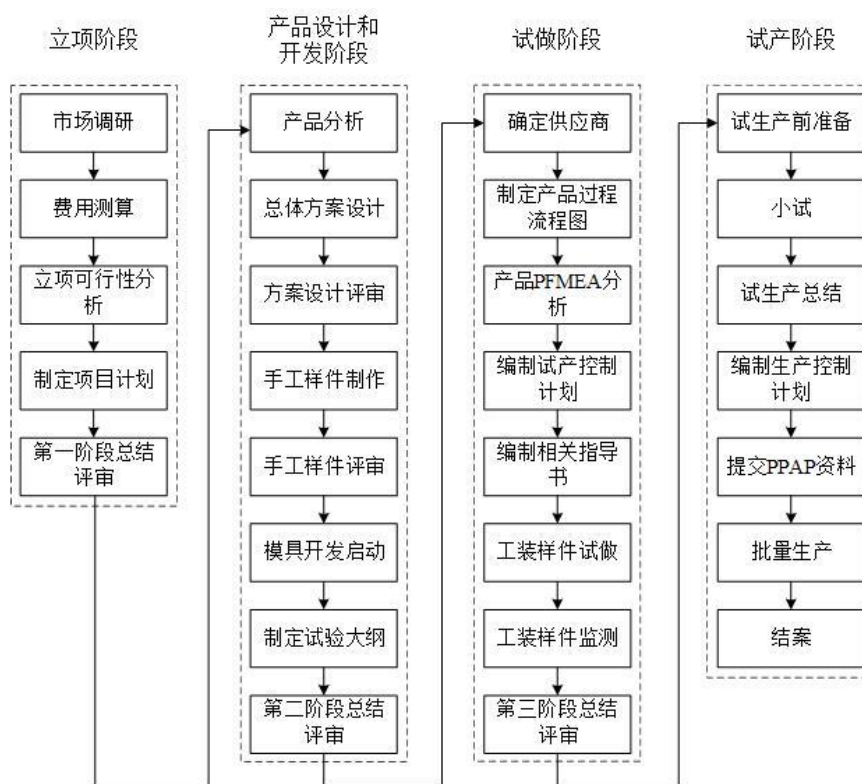 立项阶段
市场调研
费用测算
立项可行性分
析
制定项目计划
第一阶段总结
评审
产品设计和
开发阶段
产品分析
总体方案设计
方案设计评审
手工样件制作
手工样件评审
模具开发启动
制定试验大纲
第二阶段总结
评审
试做阶段
确定供应商
制定产品过程
流程图
产品PFMEA分
析
编制试产控制
计划
编制相关指导
书
工装样件试做
工装样件监测
第三阶段总结
评审
试产阶段
试生产前准备
小试
试生产总结
编制生产控制
计划
提交PPAP资料
批量生产
结案